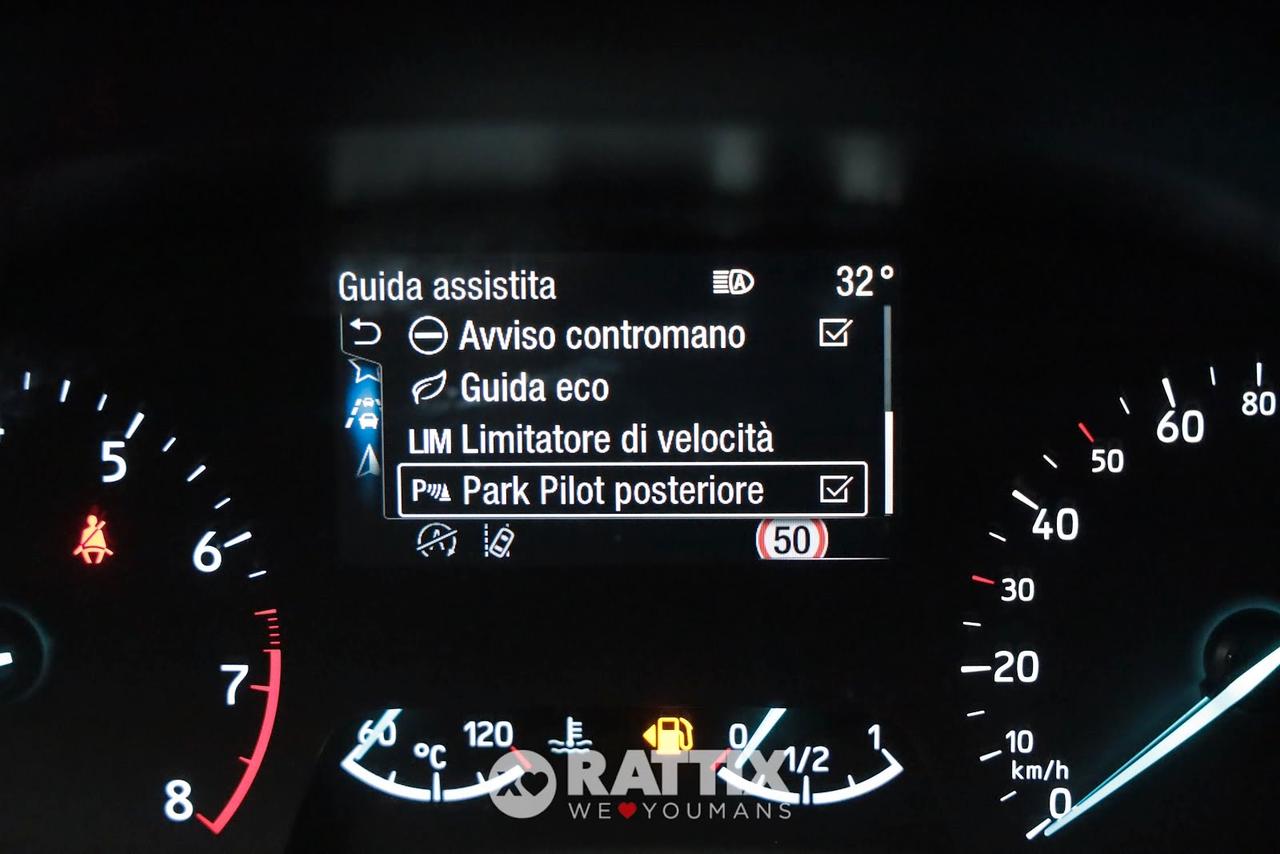 Guida assistita A 32°
Avviso contromano
Guida eco
LIM Limitatore di velocità
P Park Pilot posteriore
A 50
5
6
7
8
60 °C 120
0 1/2 1
0
10
km/h
20
30
40
50
60
80
RATTIX
WE YOUMANS